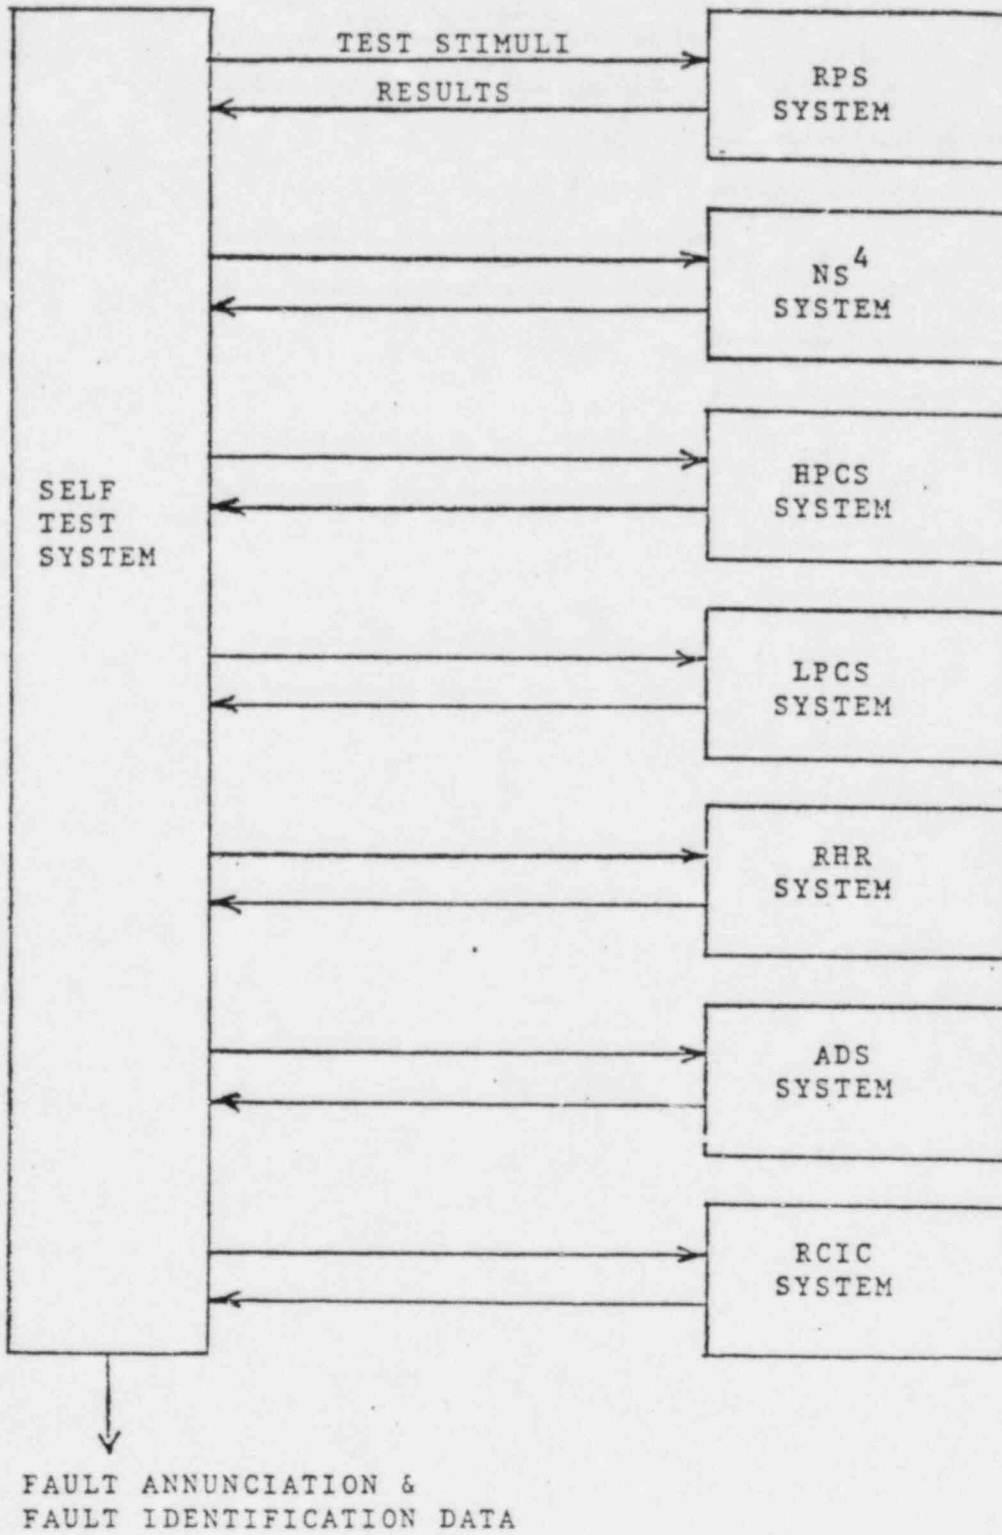 TEST STIMULI
RESULTS
RPS
SYSTEM
NS⁴
SYSTEM
HPCS
SYSTEM
SELF
TEST
SYSTEM
LPCS
SYSTEM
RHR
SYSTEM
ADS
SYSTEM
RCIC
SYSTEM
FAULT ANNUNCIATION &
FAULT IDENTIFICATION DATA